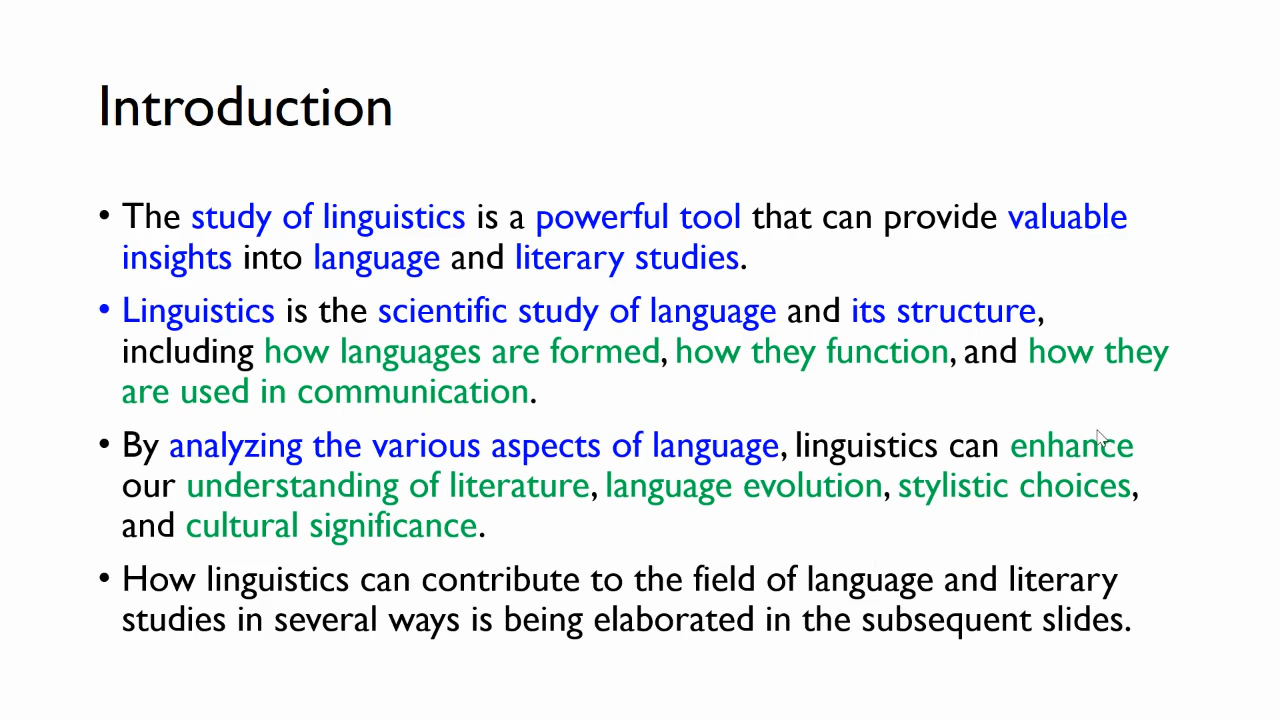 Introduction
• The study of linguistics is a powerful tool that can provide valuable
insights into language and literary studies.
• Linguistics is the scientific study of language and its structure,
including how languages are formed, how they function, and how they
are used in communication.
• By analyzing the various aspects of language, linguistics can enhance
our understanding of literature, language evolution, stylistic choices,
and cultural significance.
• How linguistics can contribute to the field of language and literary
studies in several ways is being elaborated in the subsequent slides.